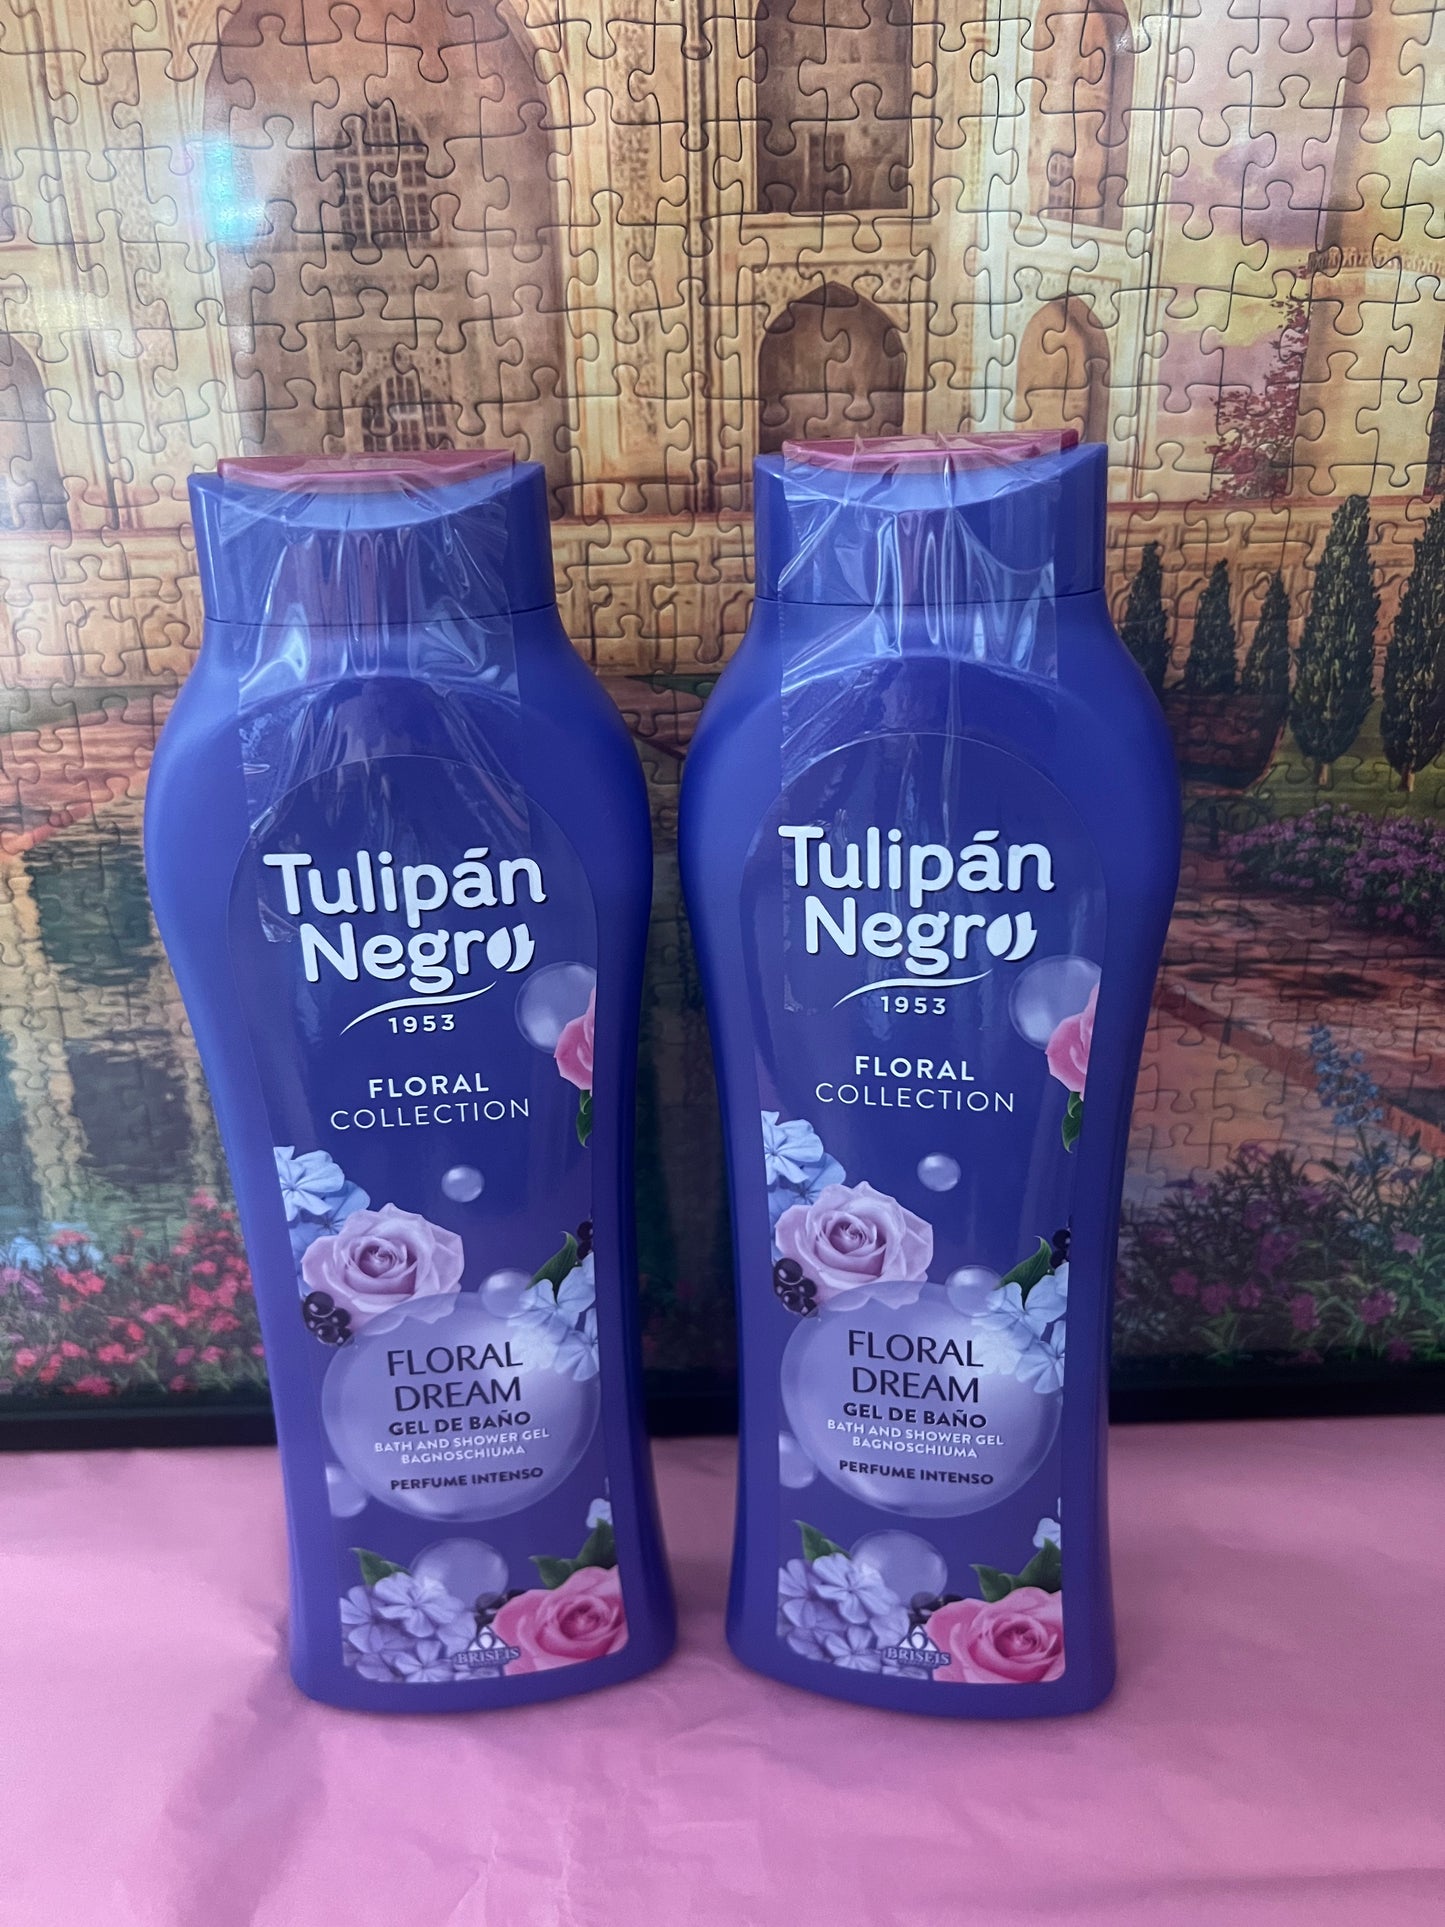 Tulipán
Negro
1953
FLORAL
COLLECTION
FLORAL
DREAM
GEL DE BAÑO
BATH AND SHOWER GEL
BAGNOSCHIUMA
PERFUME INTENSO
BRISEIS
Tulipán
Negro
1953
FLORAL
COLLECTION
FLORAL
DREAM
GEL DE BAÑO
BATH AND SHOWER GEL
BAGNOSCHIUMA
PERFUME INTENSO
BRISEIS